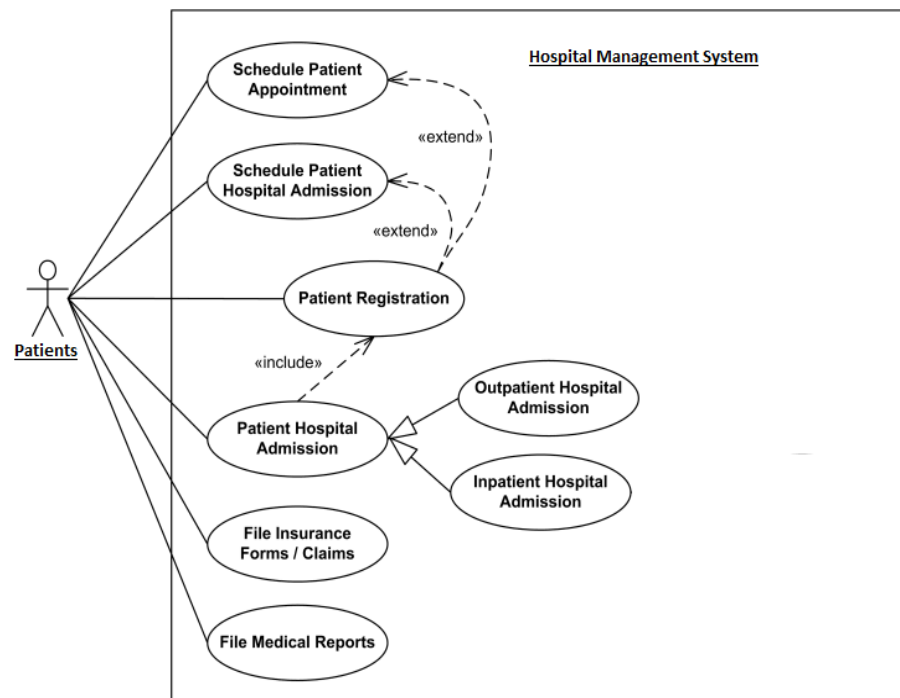 Hospital Management System
Schedule Patient
Appointment
«extend»
Schedule Patient
Hospital Admission
«extend»
Patient Registration
Patients
«include»
Outpatient Hospital
Admission
Patient Hospital
Admission
Inpatient Hospital
Admission
File Insurance
Forms / Claims
File Medical Reports